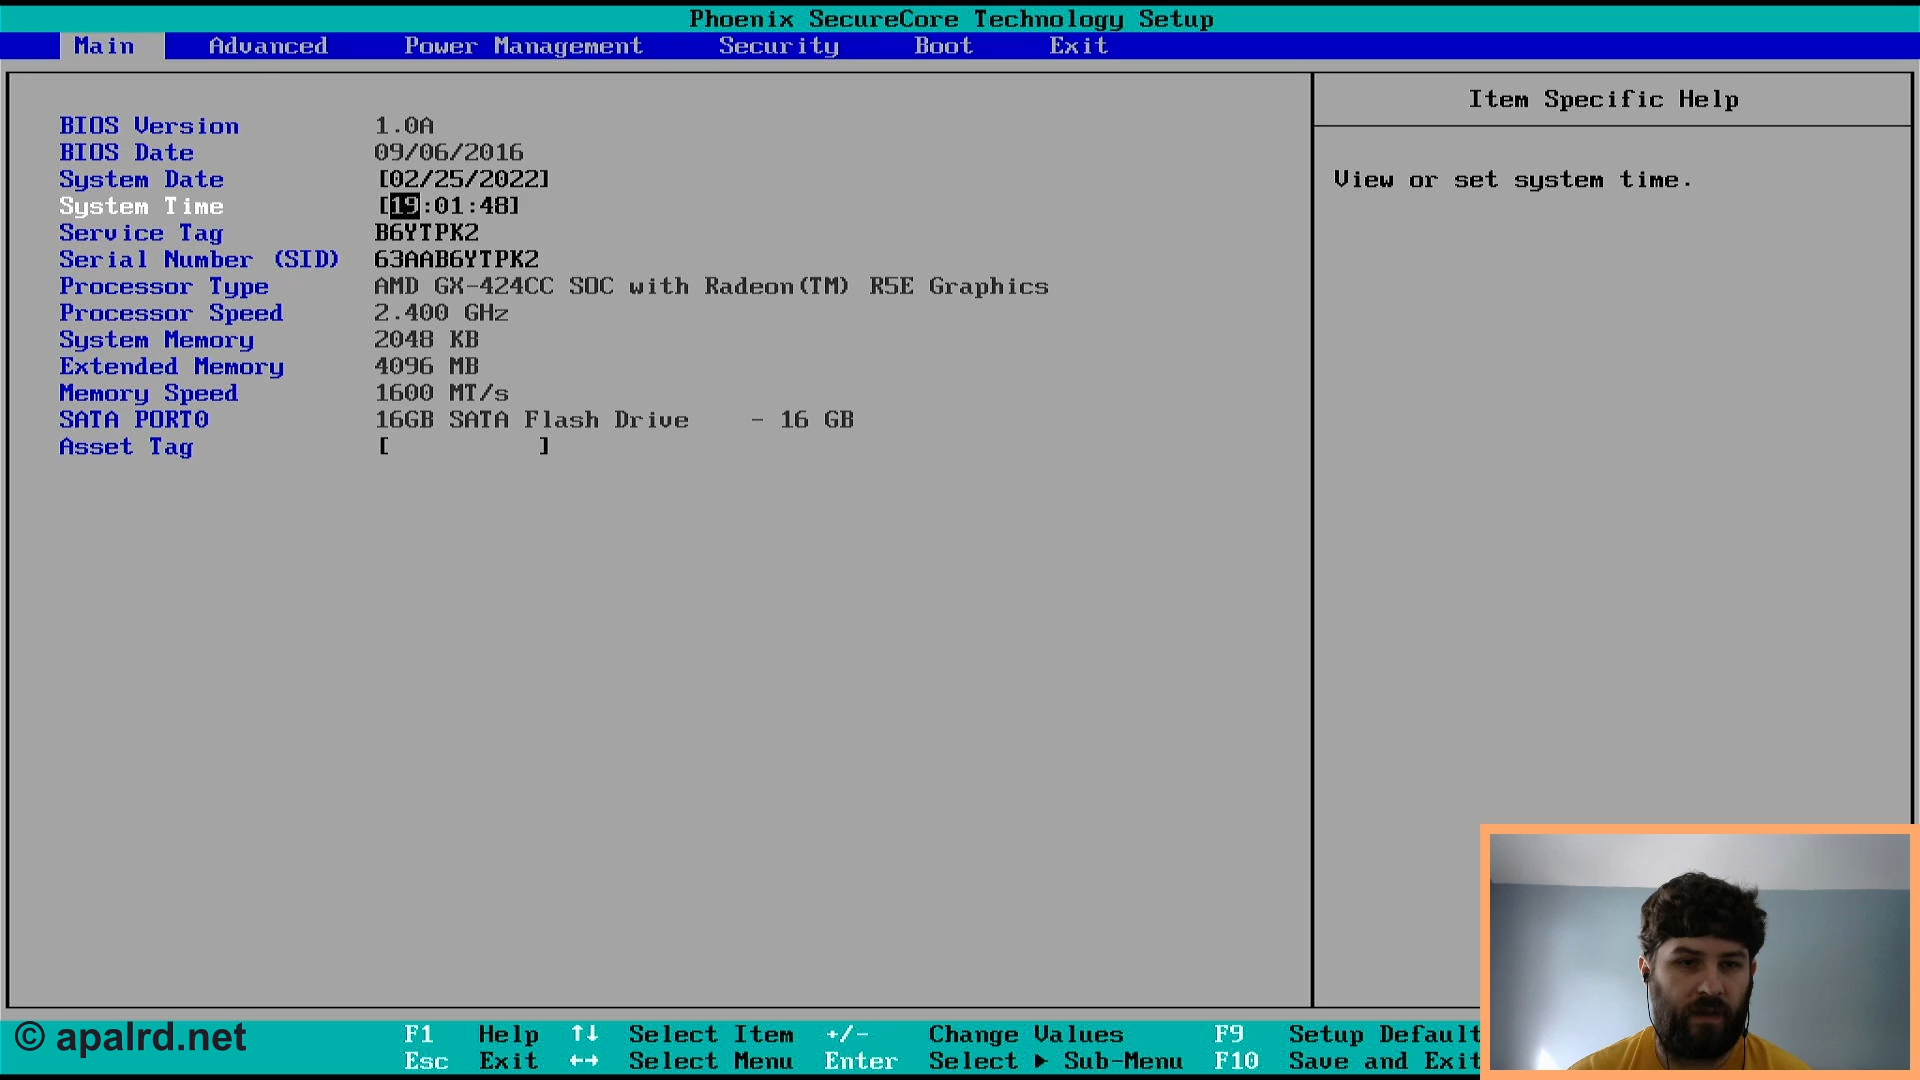 Phoenix SecureCore Technology Setup
Main Advanced Power Management Security Boot Exit
Item Specific Help
BIOS Version 1.0A
BIOS Date 09/06/2016
System Date [02/25/2022]
View or set system time.
System Time [19:01:48]
Service Tag B6YTPK2
Serial Number (SID) 63AAB6YTPK2
Processor Type AMD GX-424CC SOC with Radeon(TM) R5E Graphics
Processor Speed 2.400 GHz
System Memory 2048 KB
Extended Memory 4096 MB
Memory Speed 1600 MT/s
SATA PORT0 16GB SATA Flash Drive - 16 GB
Asset Tag [ ]
© apalrd.net
F1 Help ↑↓ Select Item +/- Change Values F9 Setup Default
Esc Exit ↔ Select Menu Enter Select ▶ Sub-Menu F10 Save and Exit